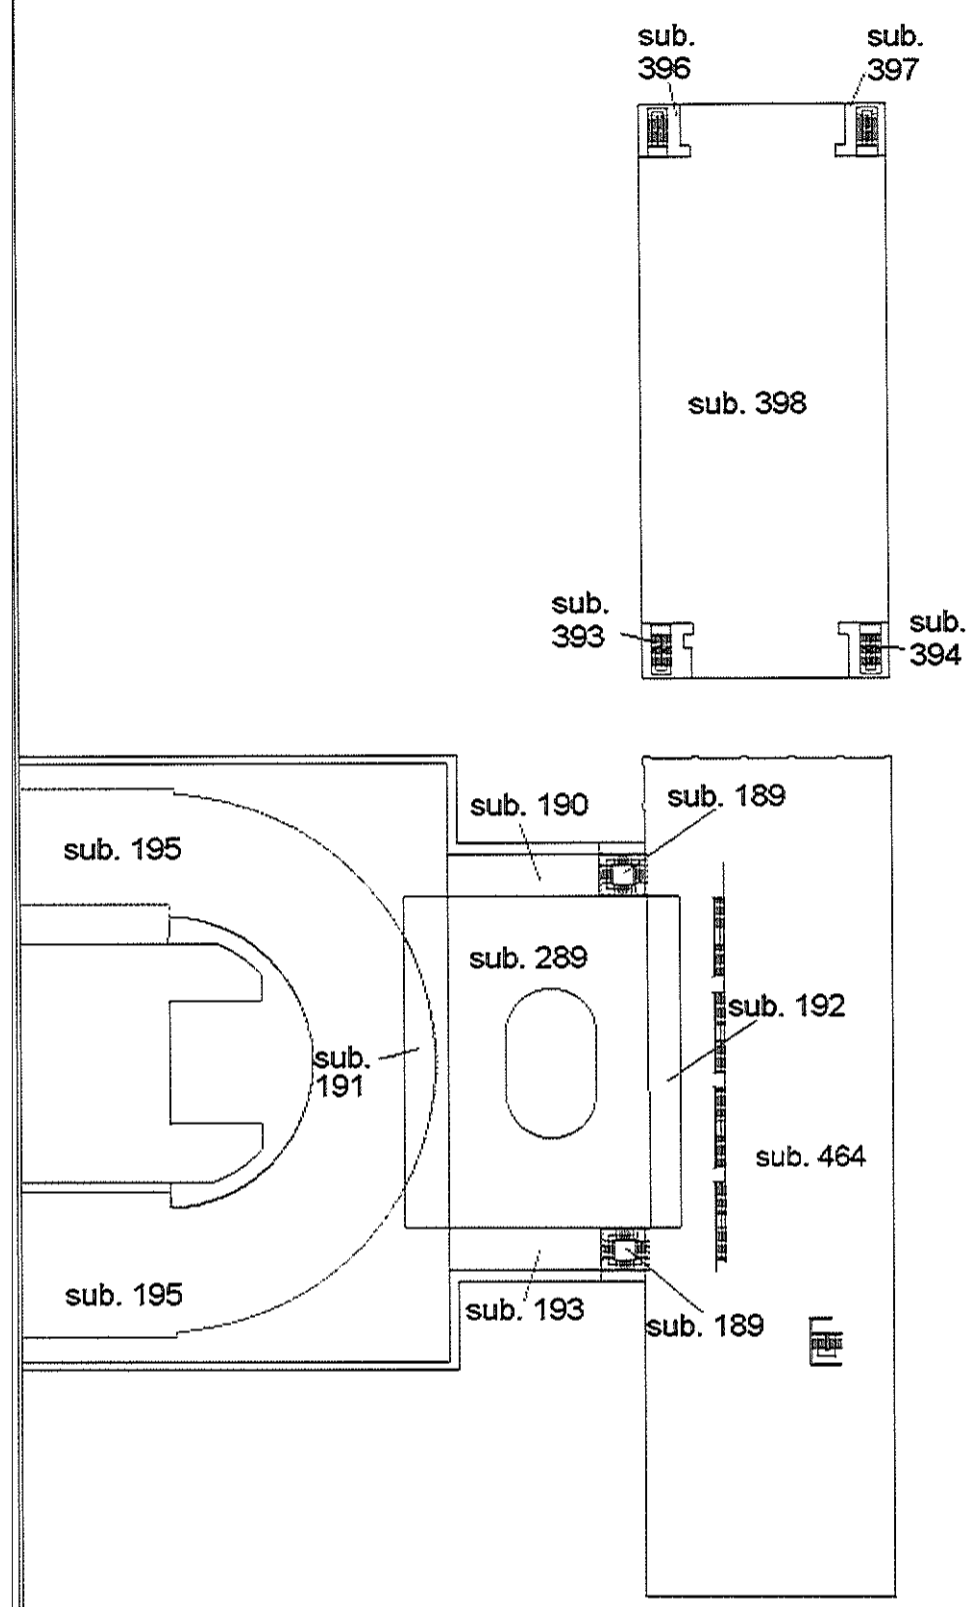 sub.
396
sub.
397
sub. 398
sub.
393
sub.
394
sub. 190
sub. 189
sub. 195
sub. 289
sub. 192
sub.
191
sub. 464
sub. 195
sub. 193
sub. 189